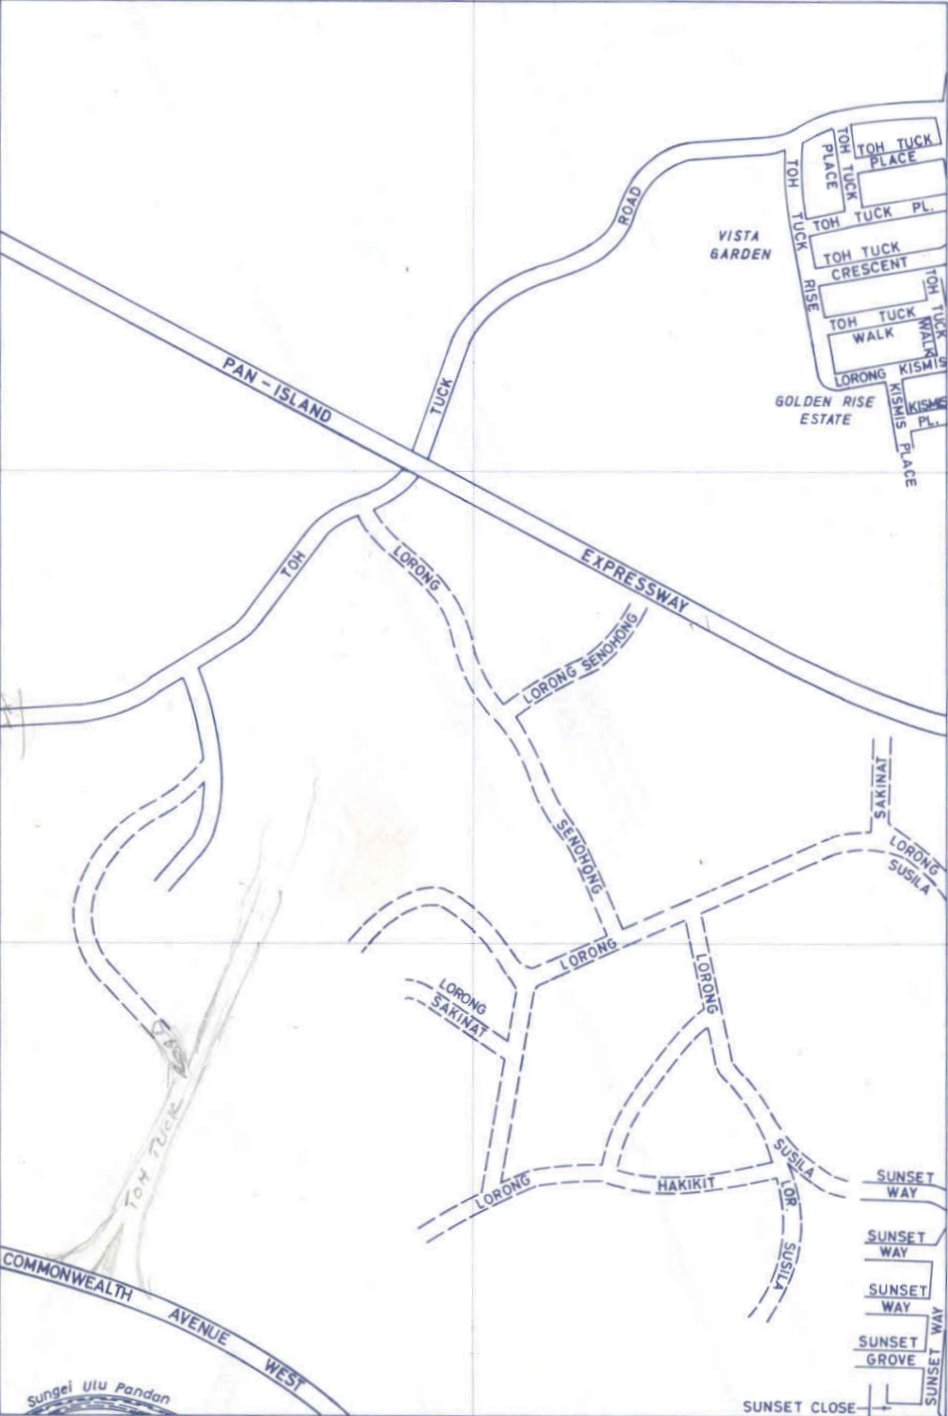 TOH TUCK
PLACE
TOH TUCK
PLACE
TOH TUCK PL.
TOH TUCK RISE
TOH TUCK
CRESCENT
TOH TUCK
WALK
TOH TUCK
WALK
LORONG KISMIS
KISMIS
PL.
KISMIS PLACE
VISTA
GARDEN
GOLDEN RISE
ESTATE
TOH TUCK ROAD
PAN-ISLAND EXPRESSWAY
LORONG SENOHONG
LORONG SENOHONG
SAKINAT
LORONG
SUSILA
LORONG
LORONG
SAKINAT
LORONG SUSILA
LORONG HAKIKIT
LOR. SUSILA
TOH TUCK
SUNSET
WAY
SUNSET
WAY
SUNSET
WAY
SUNSET
GROVE
SUNSET WAY
SUNSET CLOSE
COMMONWEALTH AVENUE WEST
Sungei Ulu Pandan